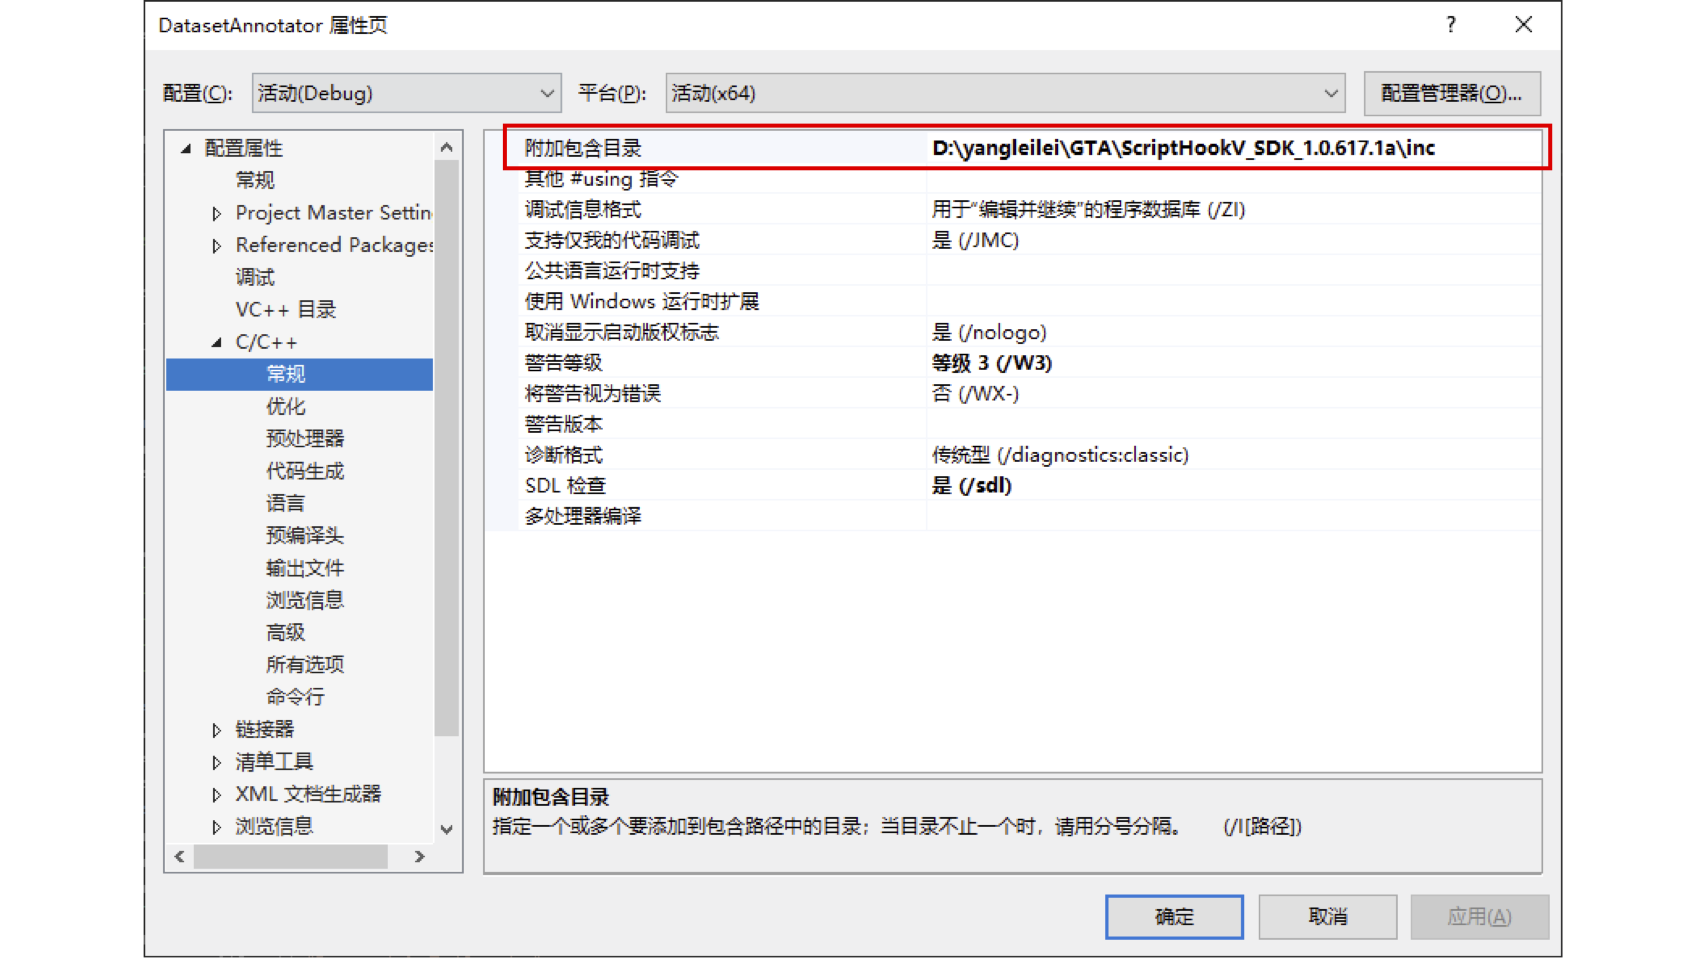 DatasetAnnotator 属性页
?
配置(C): 活动(Debug) 平台(P): 活动(x64) 配置管理器(O)...
配置属性
常规
Project Master Settin
Referenced Packages
调试
VC++ 目录
C/C++
常规
优化
预处理器
代码生成
语言
预编译头
输出文件
浏览信息
高级
所有选项
命令行
链接器
清单工具
XML 文档生成器
浏览信息
附加包含目录 D:\yangleilei\GTA\ScriptHookV_SDK_1.0.617.1a\inc
其他 #using 指令
调试信息格式 用于“编辑并继续”的程序数据库 (/ZI)
支持仅我的代码调试 是 (/JMC)
公共语言运行时支持
使用 Windows 运行时扩展
取消显示启动版权标志 是 (/nologo)
警告等级 等级 3 (/W3)
将警告视为错误 否 (/WX-)
警告版本
诊断格式 传统型 (/diagnostics:classic)
SDL 检查 是 (/sdl)
多处理器编译
附加包含目录
指定一个或多个要添加到包含路径中的目录；当目录不止一个时，请用分号分隔。 (/I[路径])
确定 取消 应用(A)